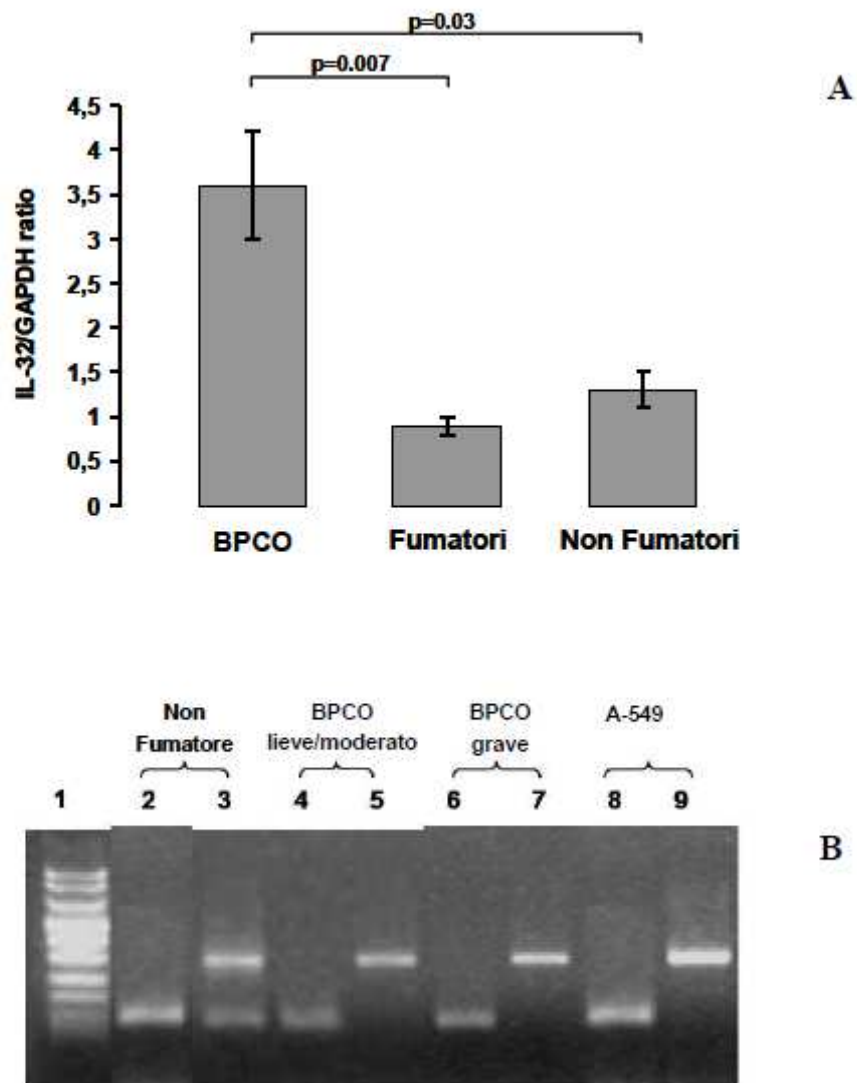 p=0.03
p=0.007
A
4,5
4
3,5
3
2,5
2
1,5
1
0,5
0
IL-32/GAPDH ratio
BPCO Fumatori Non Fumatori
Non Fumatore
BPCO lieve/moderato
BPCO grave
A-549
1 2 3 4 5 6 7 8 9
B